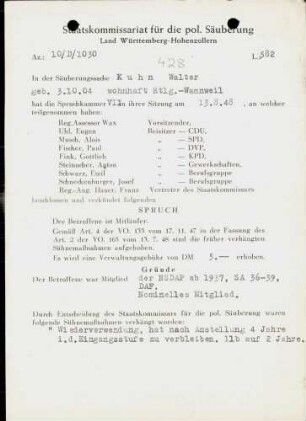 Staatskommissariat für die pol. Säuberung
Land Württemberg-Hohenzollern
Az.: 10/D/1030
428
L382
In der Säuberungssache K u h n Walter
geb. 3.10.04 wohnhaft Rtlg.-Wannweil
hat die Spruchkammer VII in ihrer Sitzung am 13.8.48 , an welcher
teilgenommen haben:
Reg.Assessor Wax Vorsitzender,
Uhl, Eugen Beisitzer — CDU,
Munch, Alois „ SPD,
Fischer, Paul „ DVP,
Fink, Gottlieb „ KPD,
Steinacher, Agton „ Gewerkschaften,
Schwarz, Emil „ Berufsgruppe
Schneckenburger, Josef „ Berufsgruppe
Reg.-Ang. Hauer, Franz Vertreter des Staatskommissars
beschlossen und verkündet folgenden
SPRUCH
Der Betroffene ist Mitläufer.
Gemäß Art. 4 der VO. 133 vom 17. 11. 47 in der Fassung des
Art. 2 der VO. 165 vom 13. 7. 48 sind die früher verhängten
Sühnemaßnahmen aufgehoben.
Es wird eine Verwaltungsgebühr von DM 5.— erhoben.
Gründe
Der Betroffene war Mitglied der NSDAP ab 1937, SA 36-39,
DAF.
Nominelles Mitglied.
Durch Entscheidung des Staatskommissars für die pol. Säuberung waren
folgende Sühnemaßnahmen verhängt worden:
" Wiederverwendung, hat nach Anstellung 4 Jahre
i.d.Eingangsstufe zu verbleiben. 11b auf 2 Jahre.